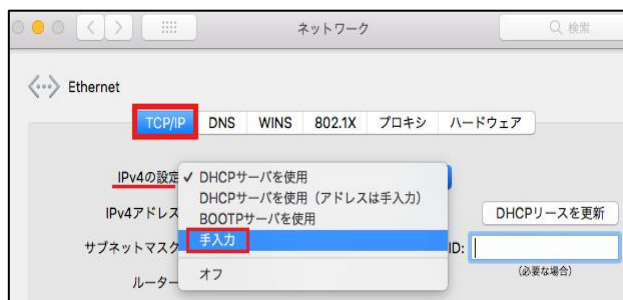 ネットワーク
検索
Ethernet
TCP/IP DNS WINS 802.1X プロキシ ハードウェア
IPv4の設定 ✓ DHCPサーバを使用
DHCPサーバを使用（アドレスは手入力）
IPv4アドレス BOOTPサーバを使用 DHCPリースを更新
サブネットマスク 手入力 ID:
(必要な場合)
ルーター オフ